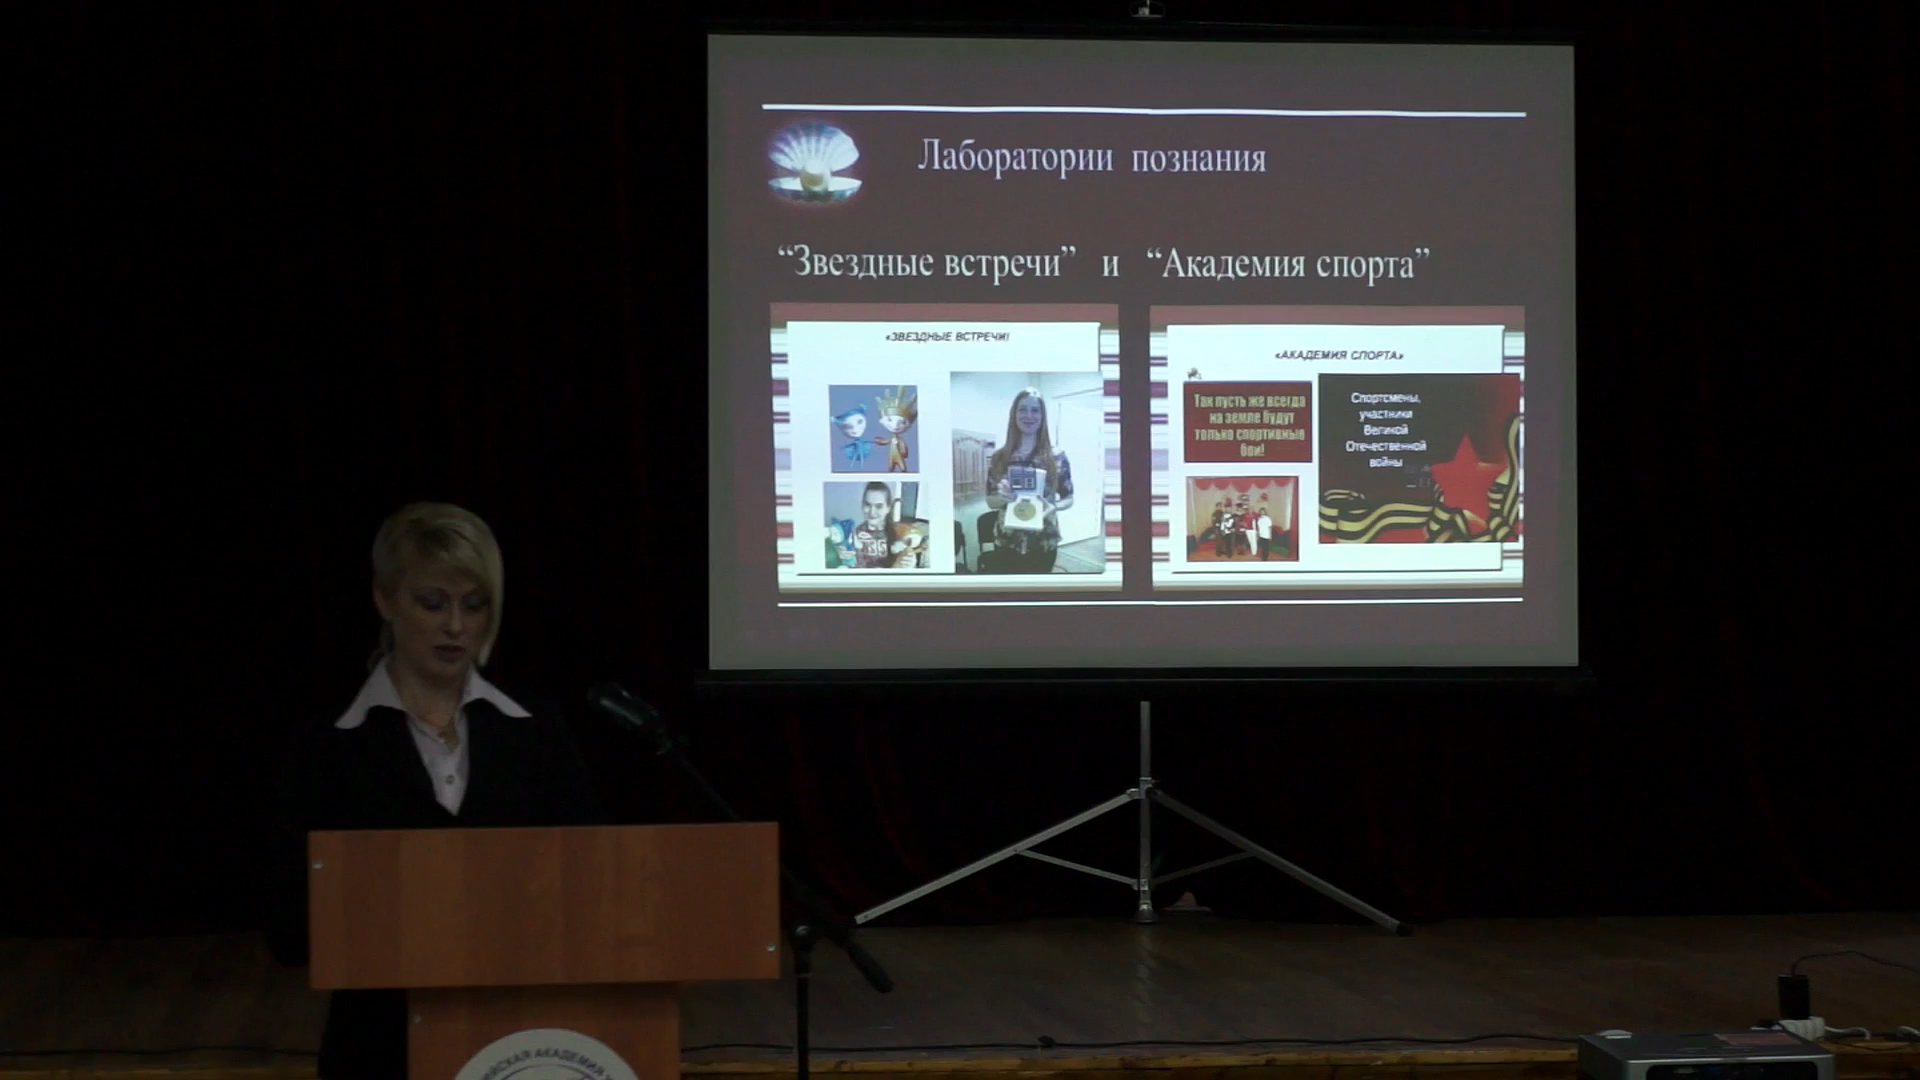 Лаборатории познания
“Звездные встречи” и “Академия спорта”
«ЗВЕЗДНЫЕ ВСТРЕЧИ!
«АКАДЕМИЯ СПОРТА»
Так пусть же всегда
на земле будут
только спортивные
бои!
Спортсмены,
участники
Великой
Отечественной
войны
АКАДЕМИЯ